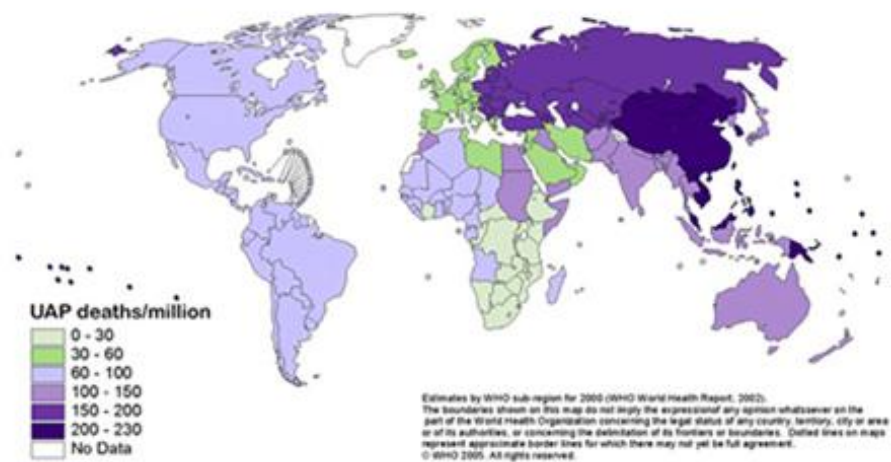 UAP deaths/million
0 - 30
30 - 60
60 - 100
100 - 150
150 - 200
200 - 230
No Data
Estimates by WHO sub-region for 2000 (WHO World Health Report, 2002).
The boundaries shown on this map do not imply the expression of any opinion whatsoever on the
part of the World Health Organization concerning the legal status of any country, territory, city or area
or of its authorities, or concerning the delimitation of its frontiers or boundaries. Dotted lines on maps
represent approximate border lines for which there may not yet be full agreement.
© WHO 2005. All rights reserved.